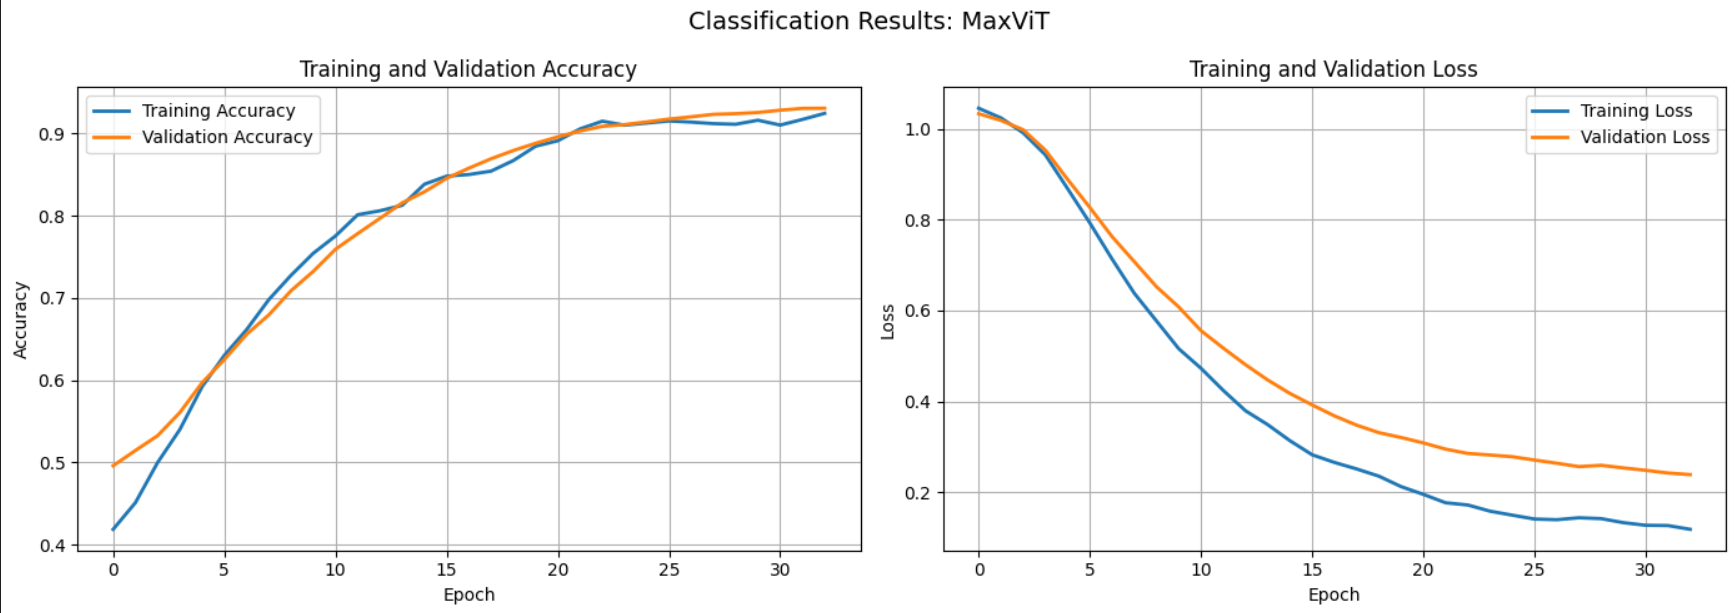 Classification Results: MaxViT
Training and Validation Accuracy
Training Accuracy
Validation Accuracy
Accuracy
0.9
0.8
0.7
0.6
0.5
0.4
0 5 10 15 20 25 30
Epoch
Training and Validation Loss
Training Loss
Validation Loss
Loss
1.0
0.8
0.6
0.4
0.2
0 5 10 15 20 25 30
Epoch